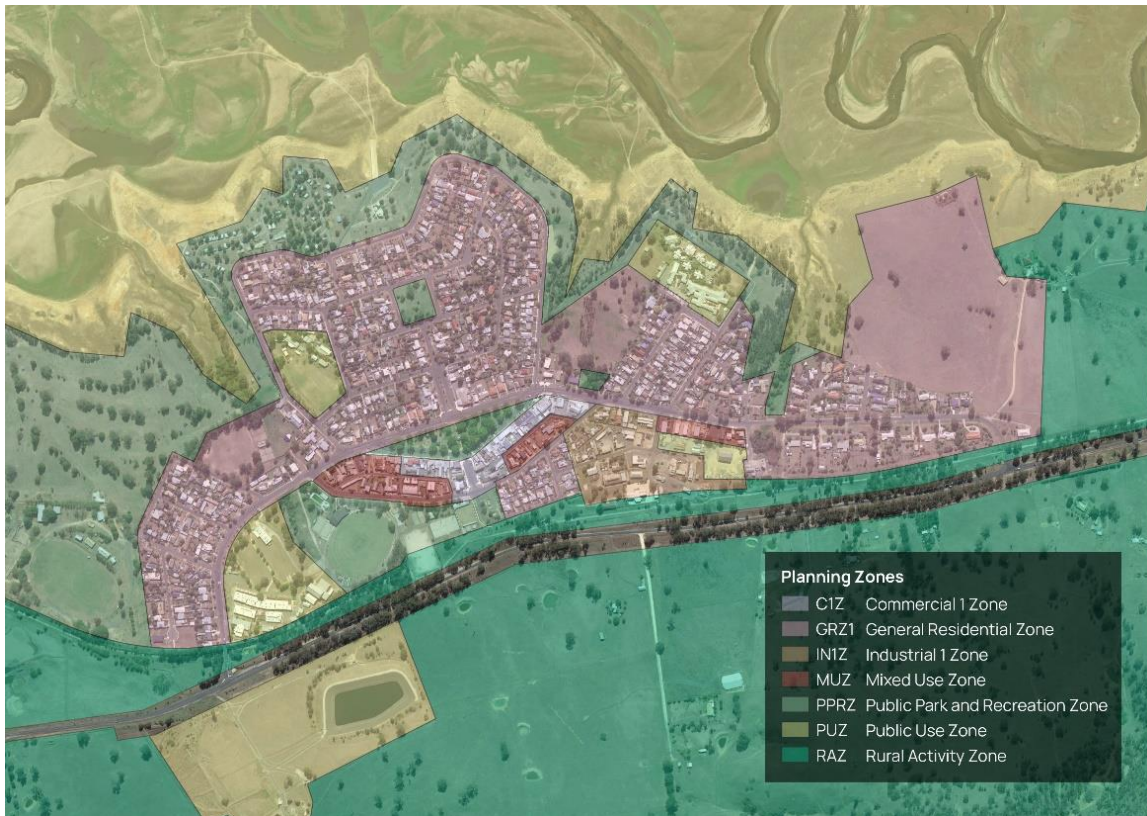 Planning Zones
C1Z Commercial 1 Zone
GRZ1 General Residential Zone
IN1Z Industrial 1 Zone
MUZ Mixed Use Zone
PPRZ Public Park and Recreation Zone
PUZ Public Use Zone
RAZ Rural Activity Zone